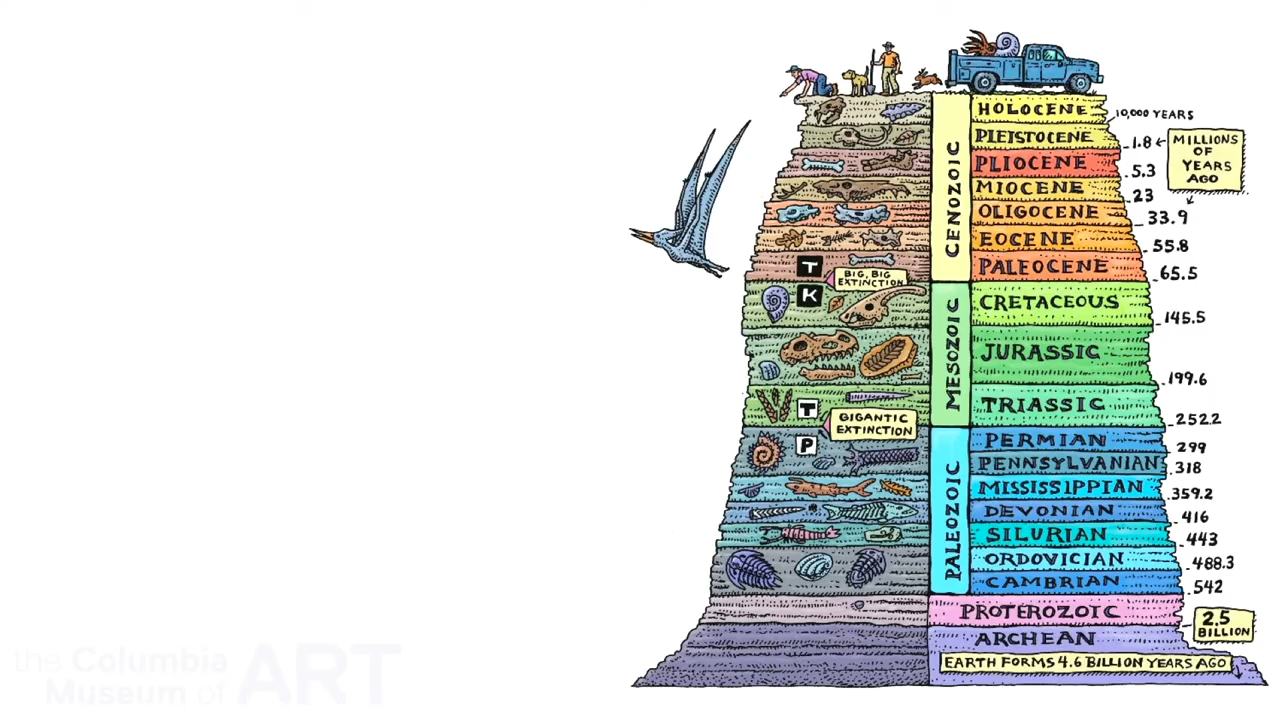 HOLOCENE
10,000 YEARS
PLEISTOCENE
1.8
MILLIONS
OF
YEARS
AGO
PLIOCENE
5.3
MIOCENE
23
OLIGOCENE
33.9
EOCENE
55.8
PALEOCENE
65.5
CENOZOIC
T
BIG, BIG
EXTINCTION
K
CRETACEOUS
145.5
JURASSIC
199.6
TRIASSIC
252.2
MESOZOIC
T
GIGANTIC
EXTINCTION
P
PERMIAN
299
PENNSYLVANIAN
318
MISSISSIPPIAN
359.2
DEVONIAN
416
SILURIAN
443
ORDOVICIAN
488.3
CAMBRIAN
542
PALEOZOIC
PROTEROZOIC
2.5
BILLION
ARCHEAN
EARTH FORMS 4.6 BILLION YEARS AGO
the Columbia
Museum of ART